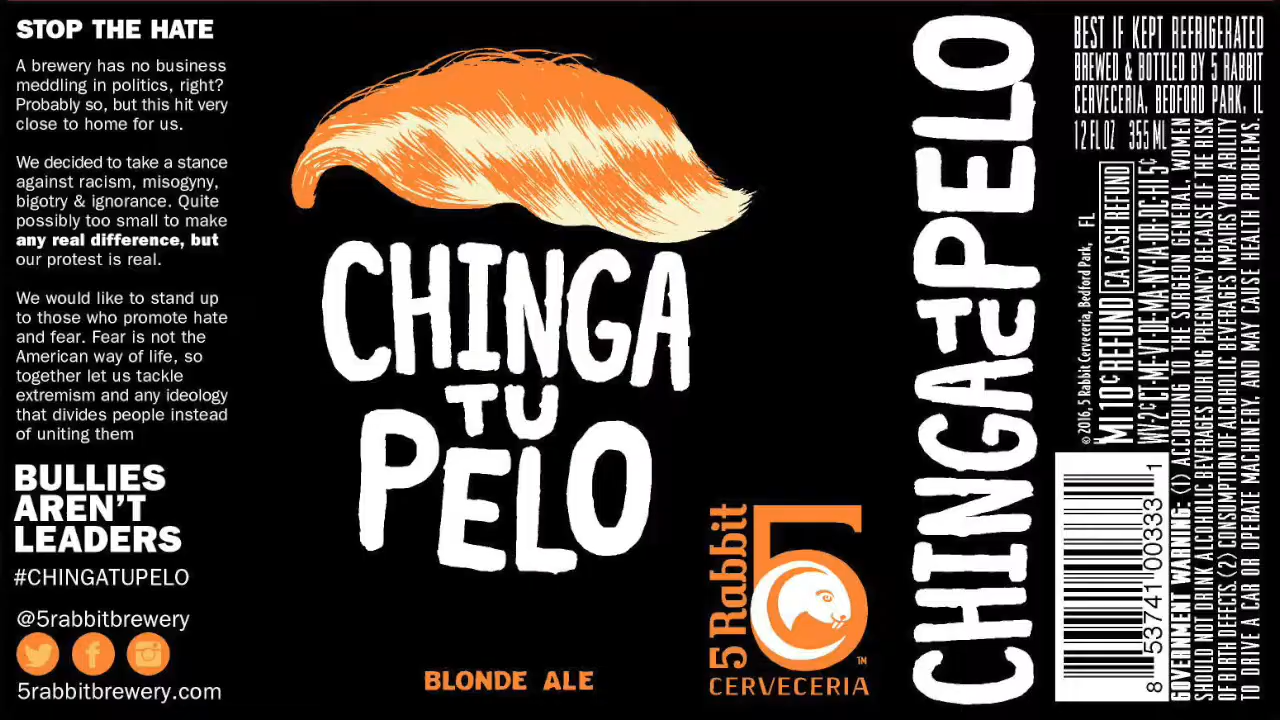 STOP THE HATE
A brewery has no business
meddling in politics, right?
Probably so, but this hit very
close to home for us.
We decided to take a stance
against racism, misogyny,
bigotry & ignorance. Quite
possibly too small to make
any real difference, but
our protest is real.
We would like to stand up
to those who promote hate
and fear. Fear is not the
American way of life, so
together let us tackle
extremism and any ideology
that divides people instead
of uniting them
BULLIES
AREN'T
LEADERS
#CHINGATUPELO
@5rabbitbrewery
5rabbitbrewery.com
CHINGA
TU
PELO
BLONDE ALE
5 Rabbit
5
TM
CERVECERIA
CHINGA TU PELO
BEST IF KEPT REFRIGERATED
BREWED & BOTTLED BY 5 RABBIT
CERVECERIA, BEDFORD PARK, IL
12 FL OZ 355 ML
© 2016, 5 Rabbit Cerveceria, Bedford Park, FL
MI 10¢ REFUND CA CASH REFUND
WV-2¢ CT-ME-VT-DE-MA-NY-IA-OR-DC-HI 5¢
8 53741 00333 1
GOVERNMENT WARNING: (1) ACCORDING TO THE SURGEON GENERAL, WOMEN
SHOULD NOT DRINK ALCOHOLIC BEVERAGES DURING PREGNANCY BECAUSE OF THE RISK
OF BIRTH DEFECTS. (2) CONSUMPTION OF ALCOHOLIC BEVERAGES IMPAIRS YOUR ABILITY
TO DRIVE A CAR OR OPERATE MACHINERY, AND MAY CAUSE HEALTH PROBLEMS.